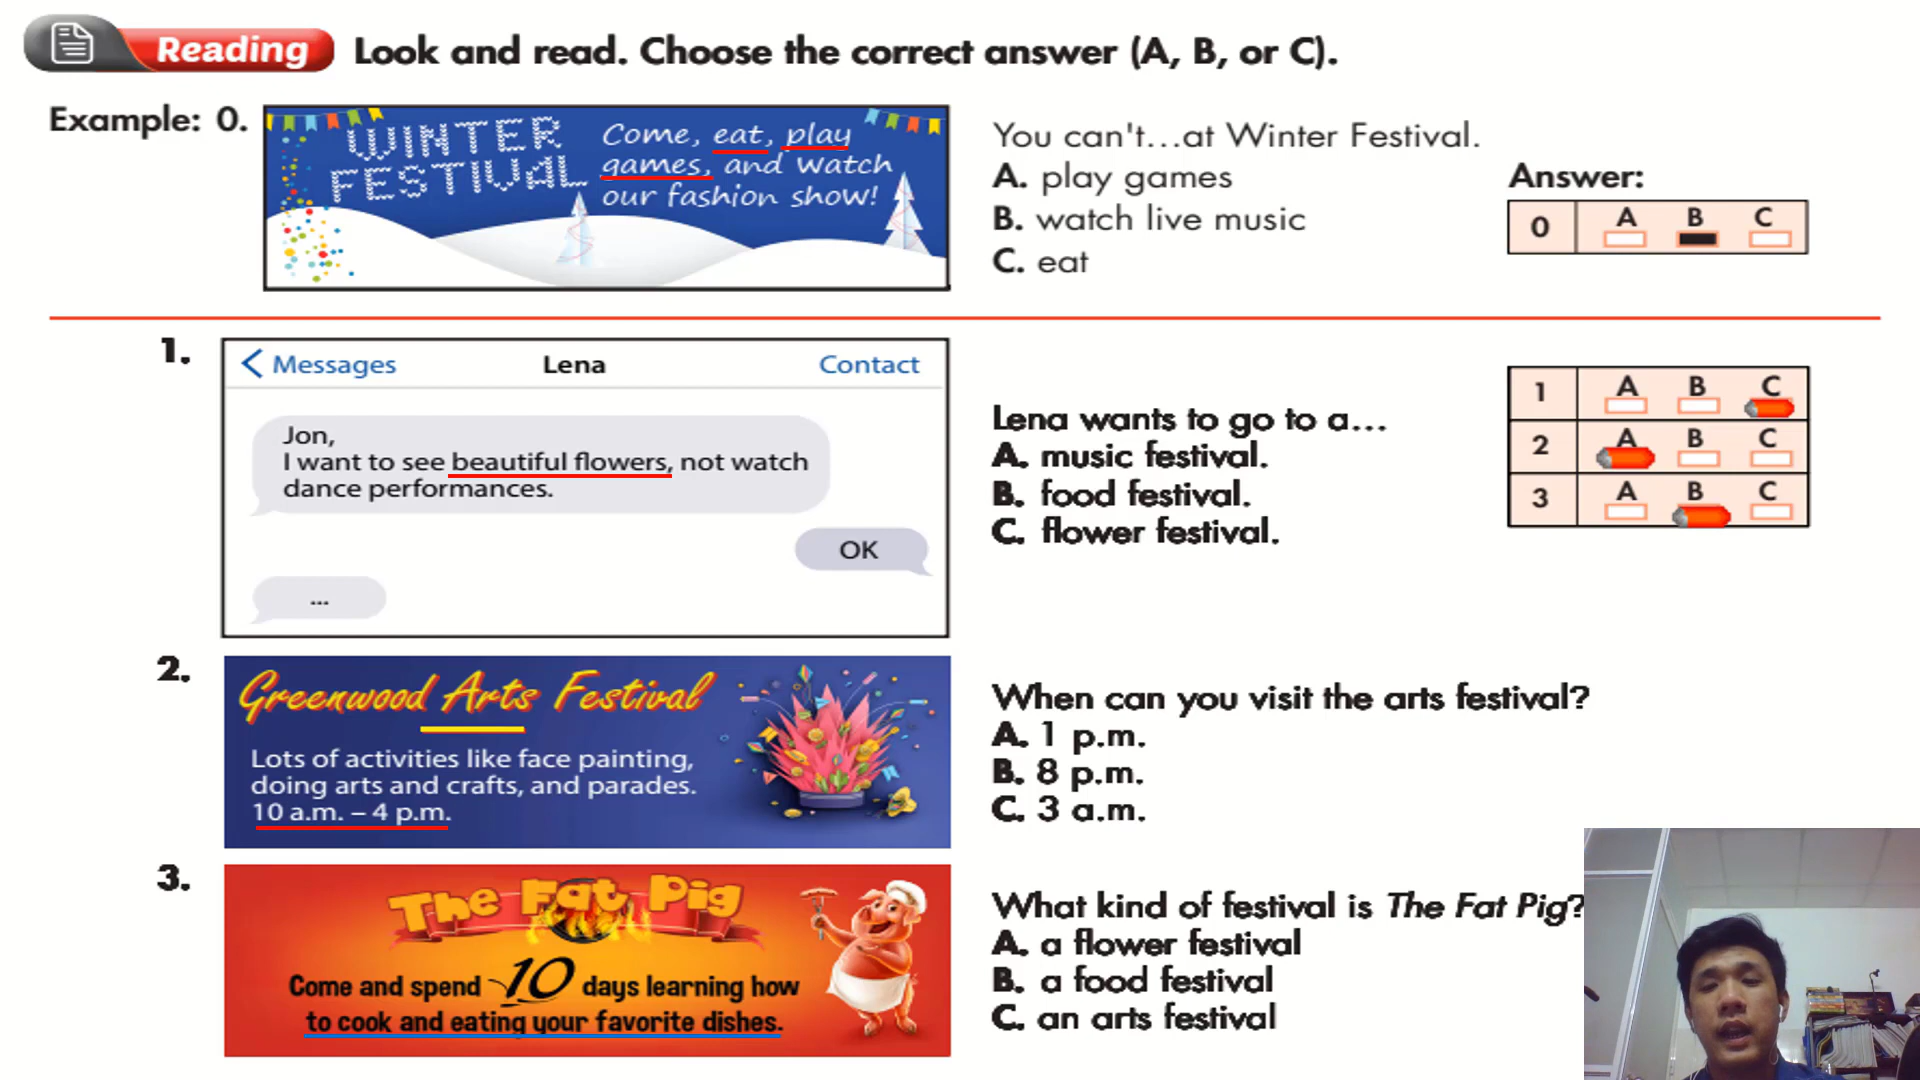 Reading Look and read. Choose the correct answer (A, B, or C).
Example: 0.
WINTER
FESTIVAL
Come, eat, play
games, and watch
our fashion show!
You can't...at Winter Festival.
A. play games
B. watch live music
C. eat
Answer:
0 A B C
1.
Messages Lena Contact
Jon,
I want to see beautiful flowers, not watch
dance performances.
OK
...
Lena wants to go to a...
A. music festival.
B. food festival.
C. flower festival.
1 A B C
2 A B C
3 A B C
2.
Greenwood Arts Festival
Lots of activities like face painting,
doing arts and crafts, and parades.
10 a.m. – 4 p.m.
When can you visit the arts festival?
A. 1 p.m.
B. 8 p.m.
C. 3 a.m.
3.
The Fat Pig
Come and spend 10 days learning how
to cook and eating your favorite dishes.
What kind of festival is The Fat Pig?
A. a flower festival
B. a food festival
C. an arts festival